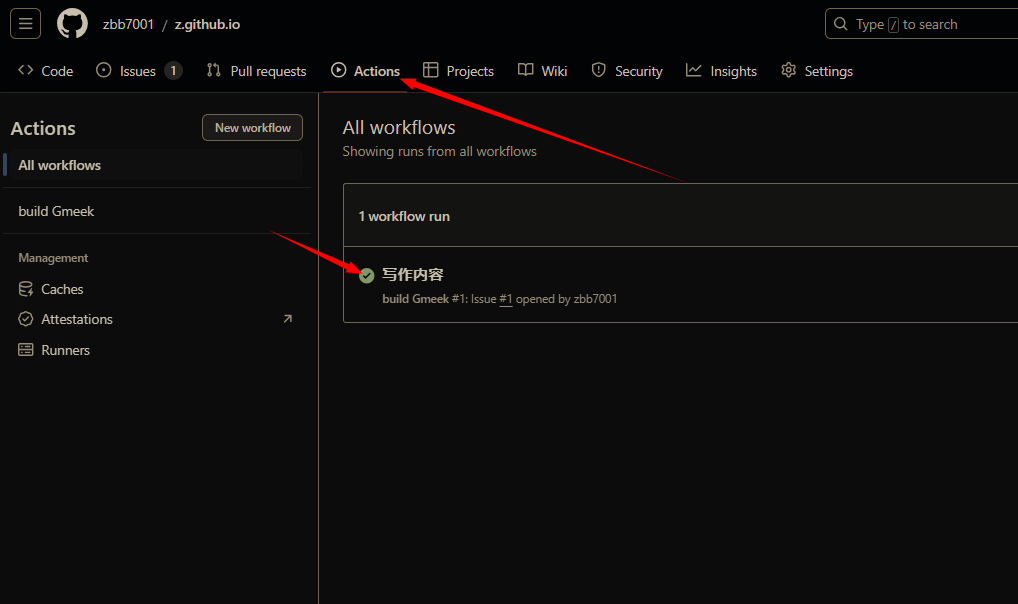 zbb7001 / z.github.io
Type / to search
Code
Issues 1
Pull requests
Actions
Projects
Wiki
Security
Insights
Settings
Actions
New workflow
All workflows
build Gmeek
Management
Caches
Attestations
Runners
All workflows
Showing runs from all workflows
1 workflow run
写作内容
build Gmeek #1: Issue #1 opened by zbb7001